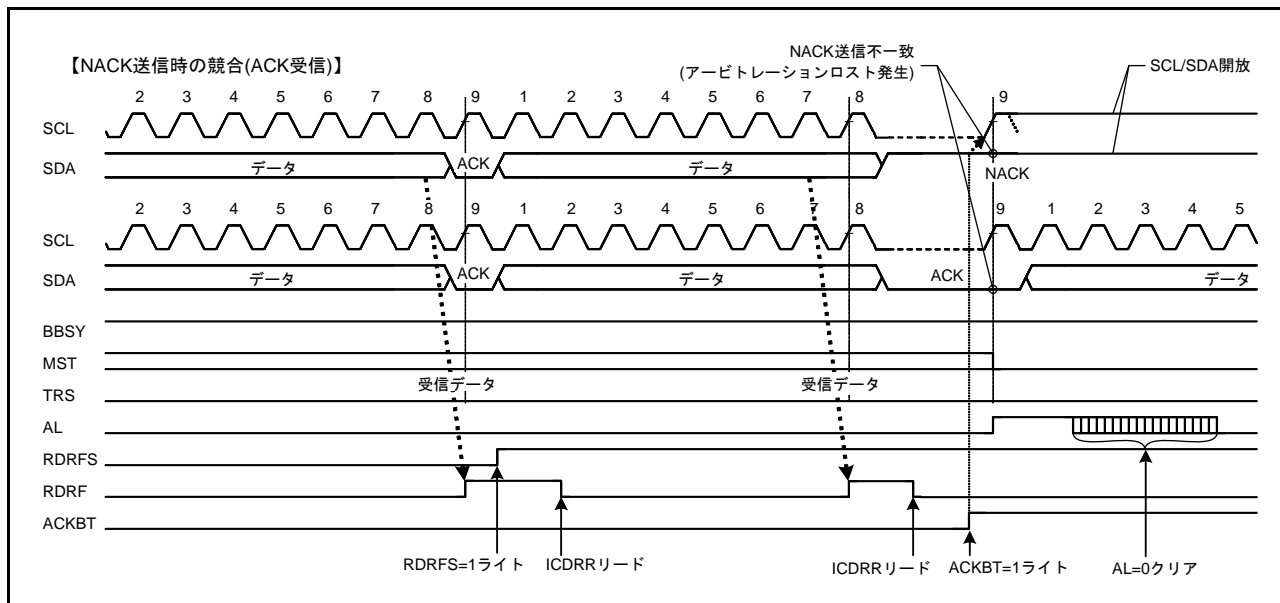 【NACK送信時の競合(ACK受信)】
NACK送信不一致
(アービトレーションロスト発生)
SCL/SDA開放
2 3 4 5 6 7 8 9 1 2 3 4 5 6 7 8 9
SCL
SDA
データ ACK データ NACK
2 3 4 5 6 7 8 9 1 2 3 4 5 6 7 8 9 1 2 3 4 5
SCL
SDA
データ ACK データ ACK データ
BBSY
MST
受信データ 受信データ
TRS
AL
RDRFS
RDRF
ACKBT
RDRFS=1ライト ICDRRリード ICDRRリード ACKBT=1ライト AL=0クリア